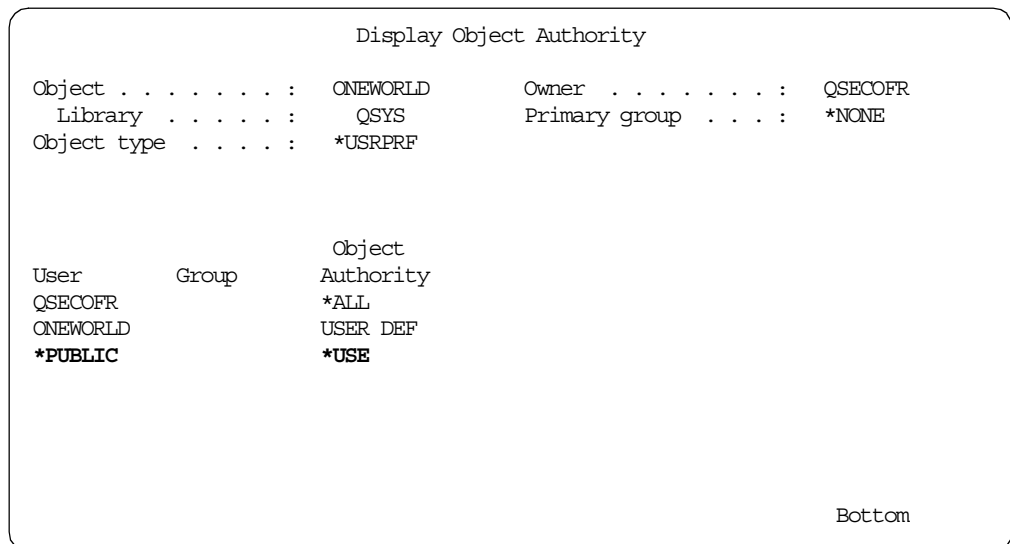 Display Object Authority
Object . . . . . . . : ONEWORLD Owner . . . . . . . : QSECOFR
Library . . . . . : QSYS Primary group . . . : *NONE
Object type . . . . : *USRPRF
Object
User Group Authority
QSECOFR *ALL
ONEWORLD USER DEF
*PUBLIC *USE
Bottom